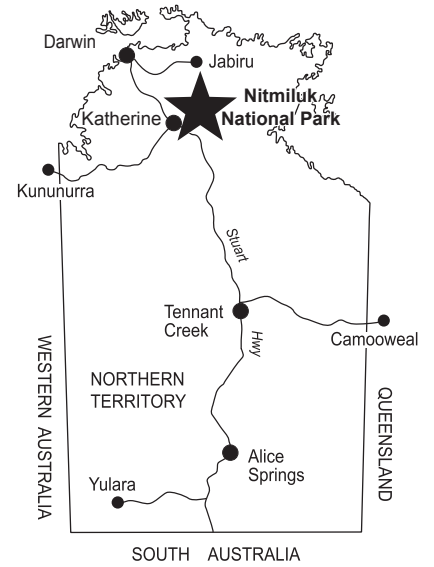 Darwin
Jabiru
Nitmiluk
National Park
Katherine
Kununurra
Stuart
Tennant
Creek
Hwy
Camooweal
WESTERN AUSTRALIA
NORTHERN
TERRITORY
QUEENSLAND
Alice
Springs
Yulara
SOUTH AUSTRALIA